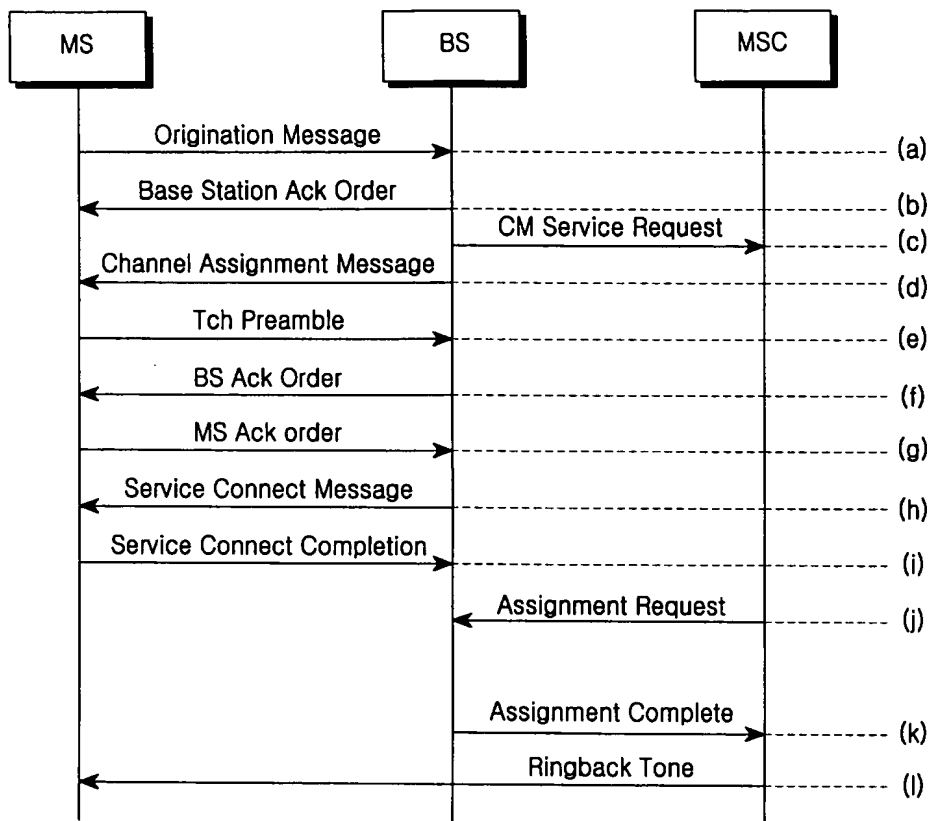 MS BS MSC
Origination Message (a)
Base Station Ack Order (b)
CM Service Request (c)
Channel Assignment Message (d)
Tch Preamble (e)
BS Ack Order (f)
MS Ack order (g)
Service Connect Message (h)
Service Connect Completion (i)
Assignment Request (j)
Assignment Complete (k)
Ringback Tone (l)